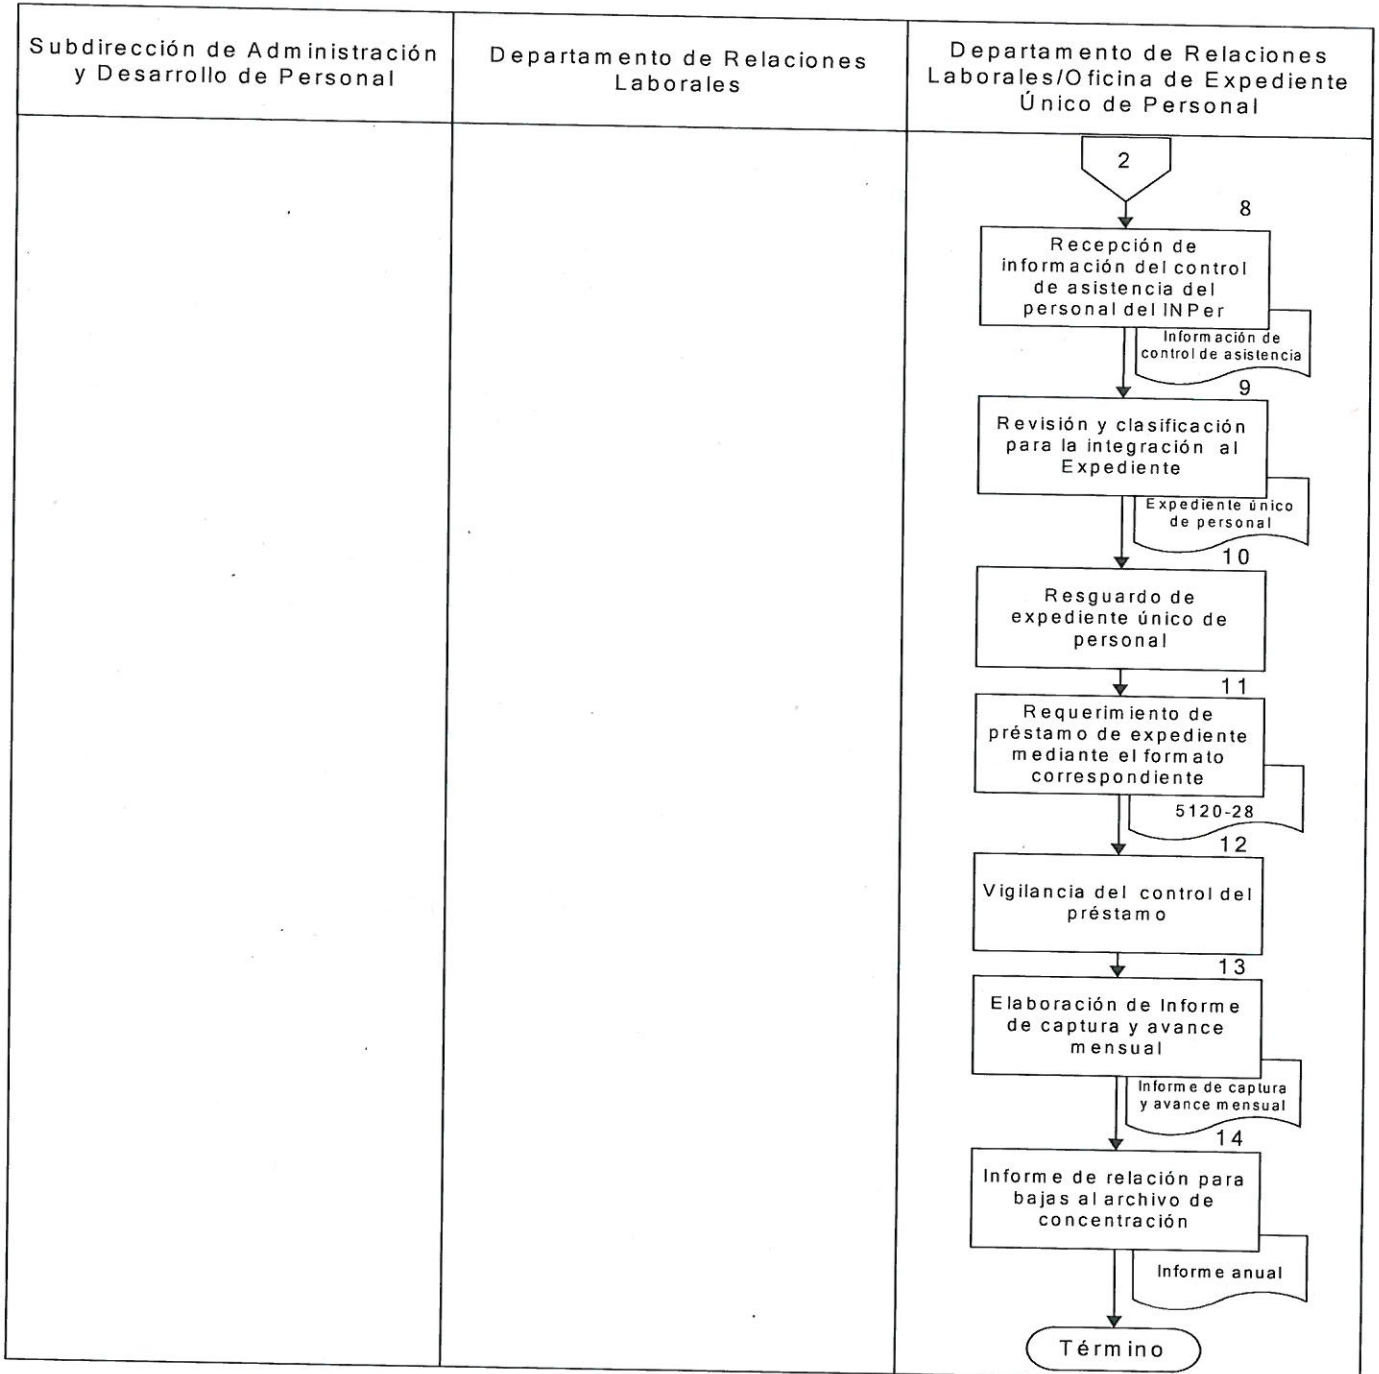 Subdirección de Administración
y Desarrollo de Personal
Departamento de Relaciones
Laborales
Departamento de Relaciones
Laborales/Oficina de Expediente
Único de Personal
2
8
Recepción de
información del control
de asistencia del
personal del INPer
Información de
control de asistencia
9
Revisión y clasificación
para la integración al
Expediente
Expediente único
de personal
10
Resguardo de
expediente único de
personal
11
Requerimiento de
préstamo de expediente
mediante el formato
correspondiente
5120-28
12
Vigilancia del control del
préstamo
13
Elaboración de Informe
de captura y avance
mensual
Informe de captura
y avance mensual
14
Informe de relación para
bajas al archivo de
concentración
Informe anual
Término